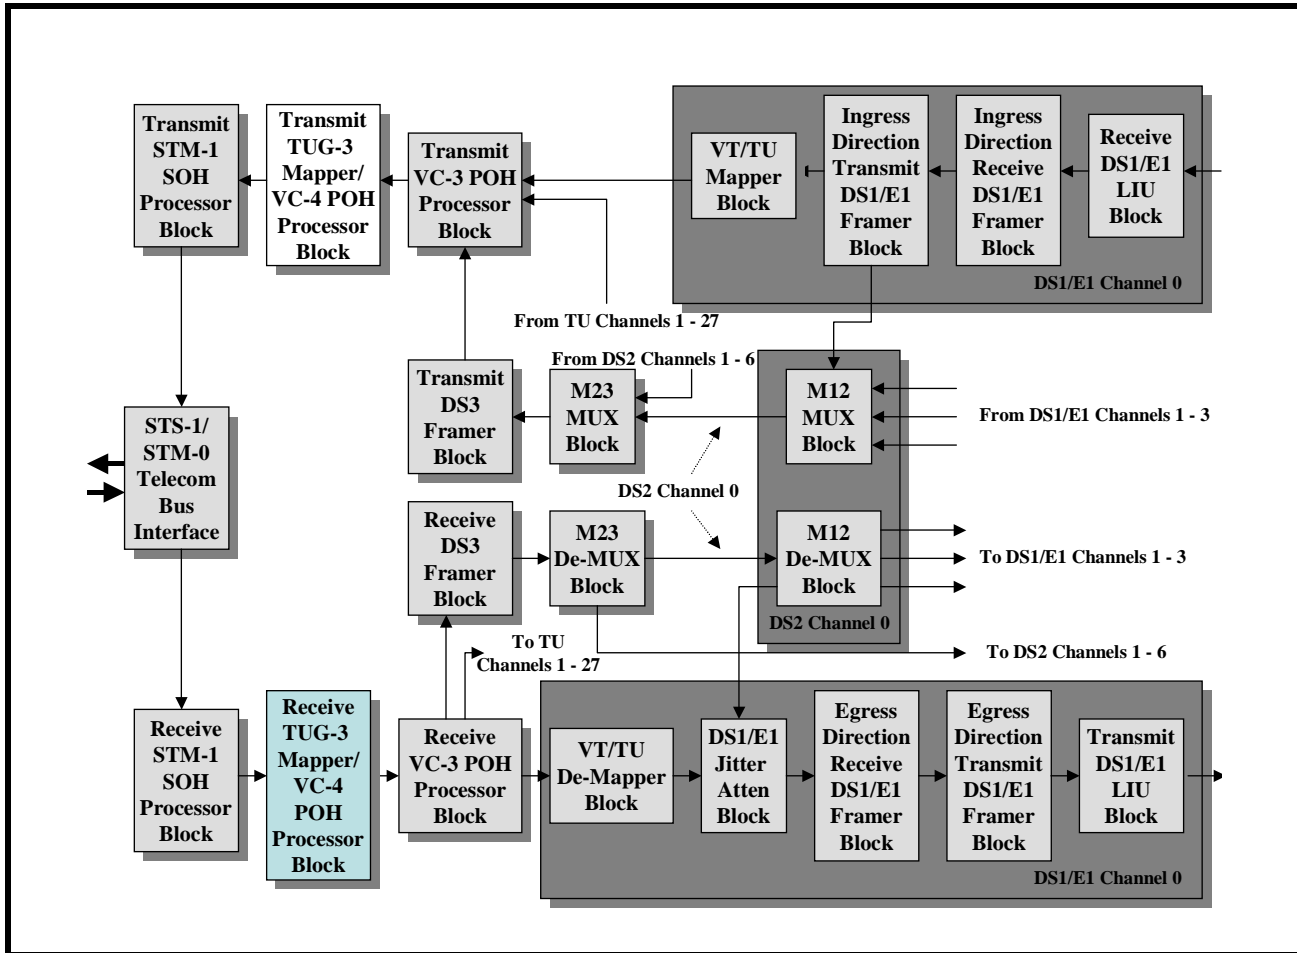 Transmit
STM-1
SOH
Processor
Block
Transmit
TUG-3
Mapper/
VC-4 POH
Processor
Block
Transmit
VC-3 POH
Processor
Block
VT/TU
Mapper
Block
Ingress
Direction
Transmit
DS1/E1
Framer
Block
Ingress
Direction
Receive
DS1/E1
Framer
Block
Receive
DS1/E1
LIU
Block
DS1/E1 Channel 0
From TU Channels 1 - 27
From DS2 Channels 1 - 6
Transmit
DS3
Framer
Block
M23
MUX
Block
M12
MUX
Block
From DS1/E1 Channels 1 - 3
STS-1/
STM-0
Telecom
Bus
Interface
DS2 Channel 0
Receive
DS3
Framer
Block
M23
De-MUX
Block
M12
De-MUX
Block
To DS1/E1 Channels 1 - 3
DS2 Channel 0
To TU
Channels 1 - 27
To DS2 Channels 1 - 6
Receive
STM-1
SOH
Processor
Block
Receive
TUG-3
Mapper/
VC-4
POH
Processor
Block
Receive
VC-3 POH
Processor
Block
VT/TU
De-Mapper
Block
DS1/E1
Jitter
Atten
Block
Egress
Direction
Receive
DS1/E1
Framer
Block
Egress
Direction
Transmit
DS1/E1
Framer
Block
Transmit
DS1/E1
LIU
Block
DS1/E1 Channel 0